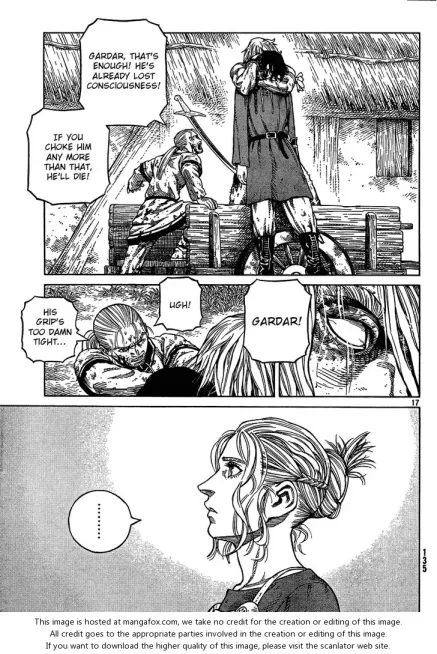 GARDAR, THAT'S
ENOUGH! HE'S
ALREADY LOST
CONSCIOUSNESS!
IF YOU
CHOKE HIM
ANY MORE
THAN THAT,
HE'LL DIE!
HIS
GRIP'S
TOO DAMN
TIGHT...
UGH!
GARDAR!
17
.........
135
This image is hosted at mangafox.com, we take no credit for the creation or editing of this image.
All credit goes to the appropriate parties involved in the creation or editing of this image.
If you want to download the higher quality of this image, please visit the scanlator web site.